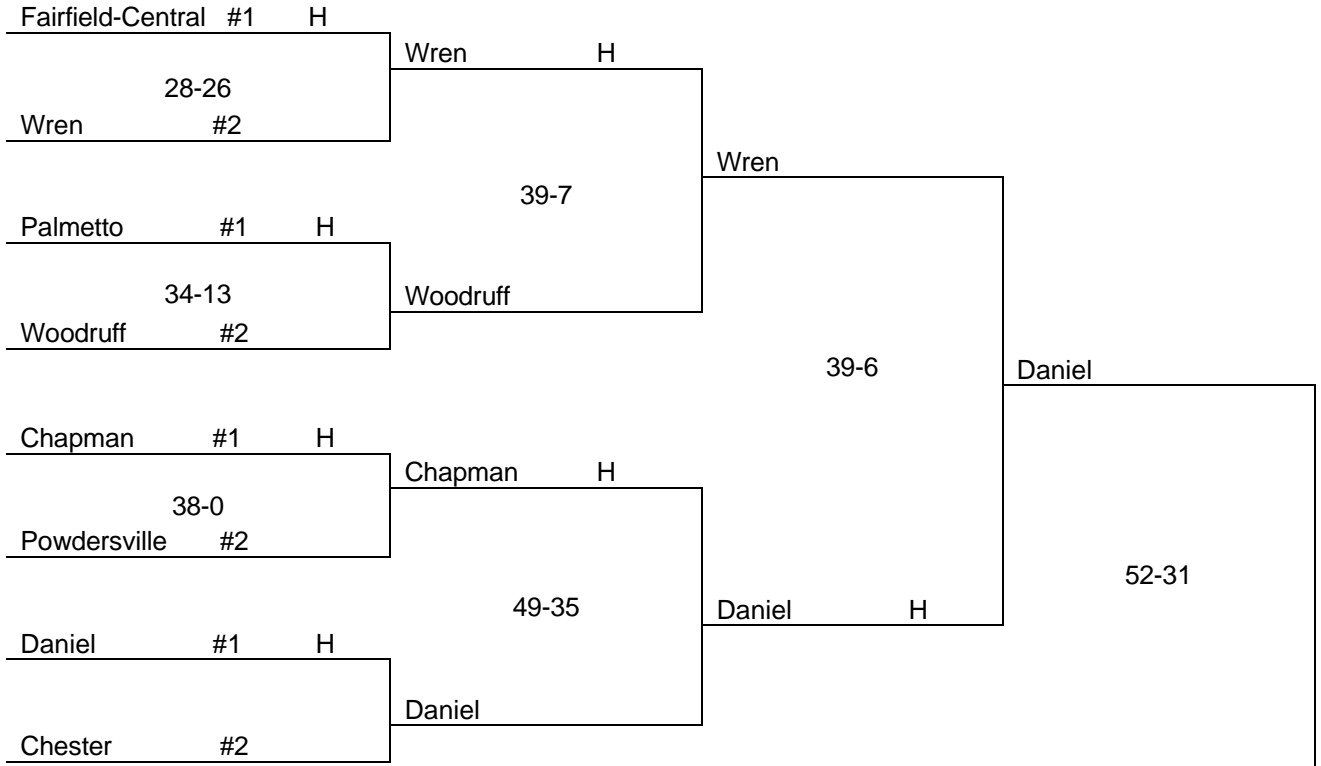 Fairfield-Central #1 H
Wren H
28-26
Wren #2
Wren
39-7
Palmetto #1 H
34-13
Woodruff
Woodruff #2
39-6
Daniel
Chapman #1 H
Chapman H
38-0
Powdersville #2
52-31
49-35
Daniel H
Daniel #1 H
Daniel
Chester #2